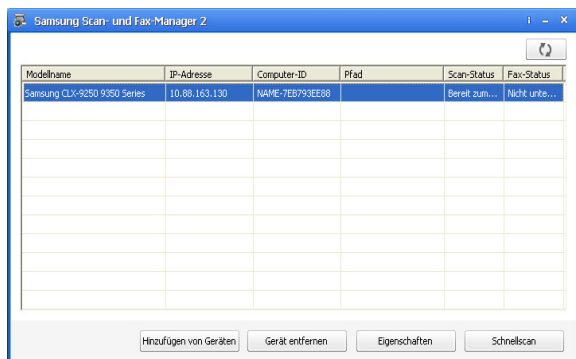 Samsung Scan- und Fax-Manager 2
Modellname IP-Adresse Computer-ID Pfad Scan-Status Fax-Status
Samsung CLX-9250 9350 Series 10.88.163.130 NAME-7EB793EE88 Bereit zum... Nicht unte...
Hinzufügen von Geräten Gerät entfernen Eigenschaften Schnellscan